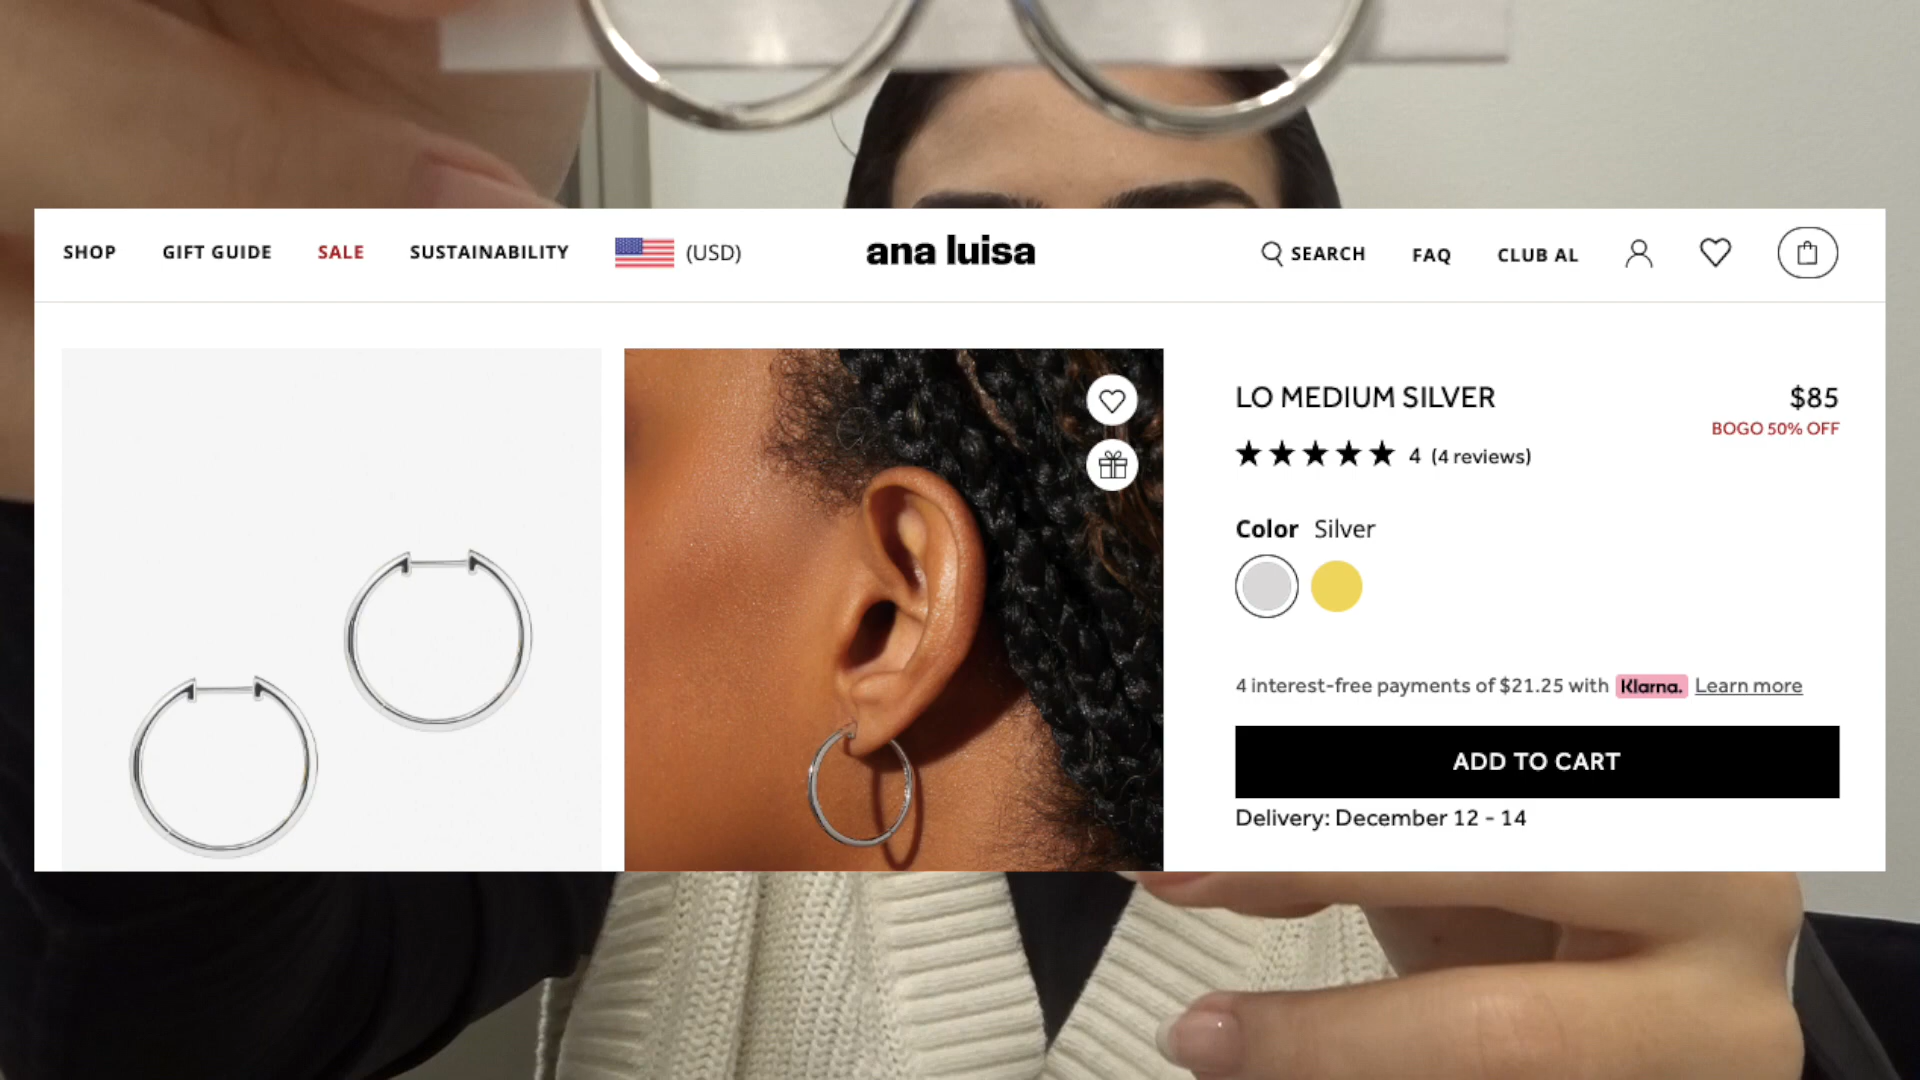 SHOP GIFT GUIDE SALE SUSTAINABILITY (USD) ana luisa SEARCH FAQ CLUB AL
LO MEDIUM SILVER $85
BOGO 50% OFF
4 (4 reviews)
Color Silver
4 interest-free payments of $21.25 with Klarna. Learn more
ADD TO CART
Delivery: December 12 - 14